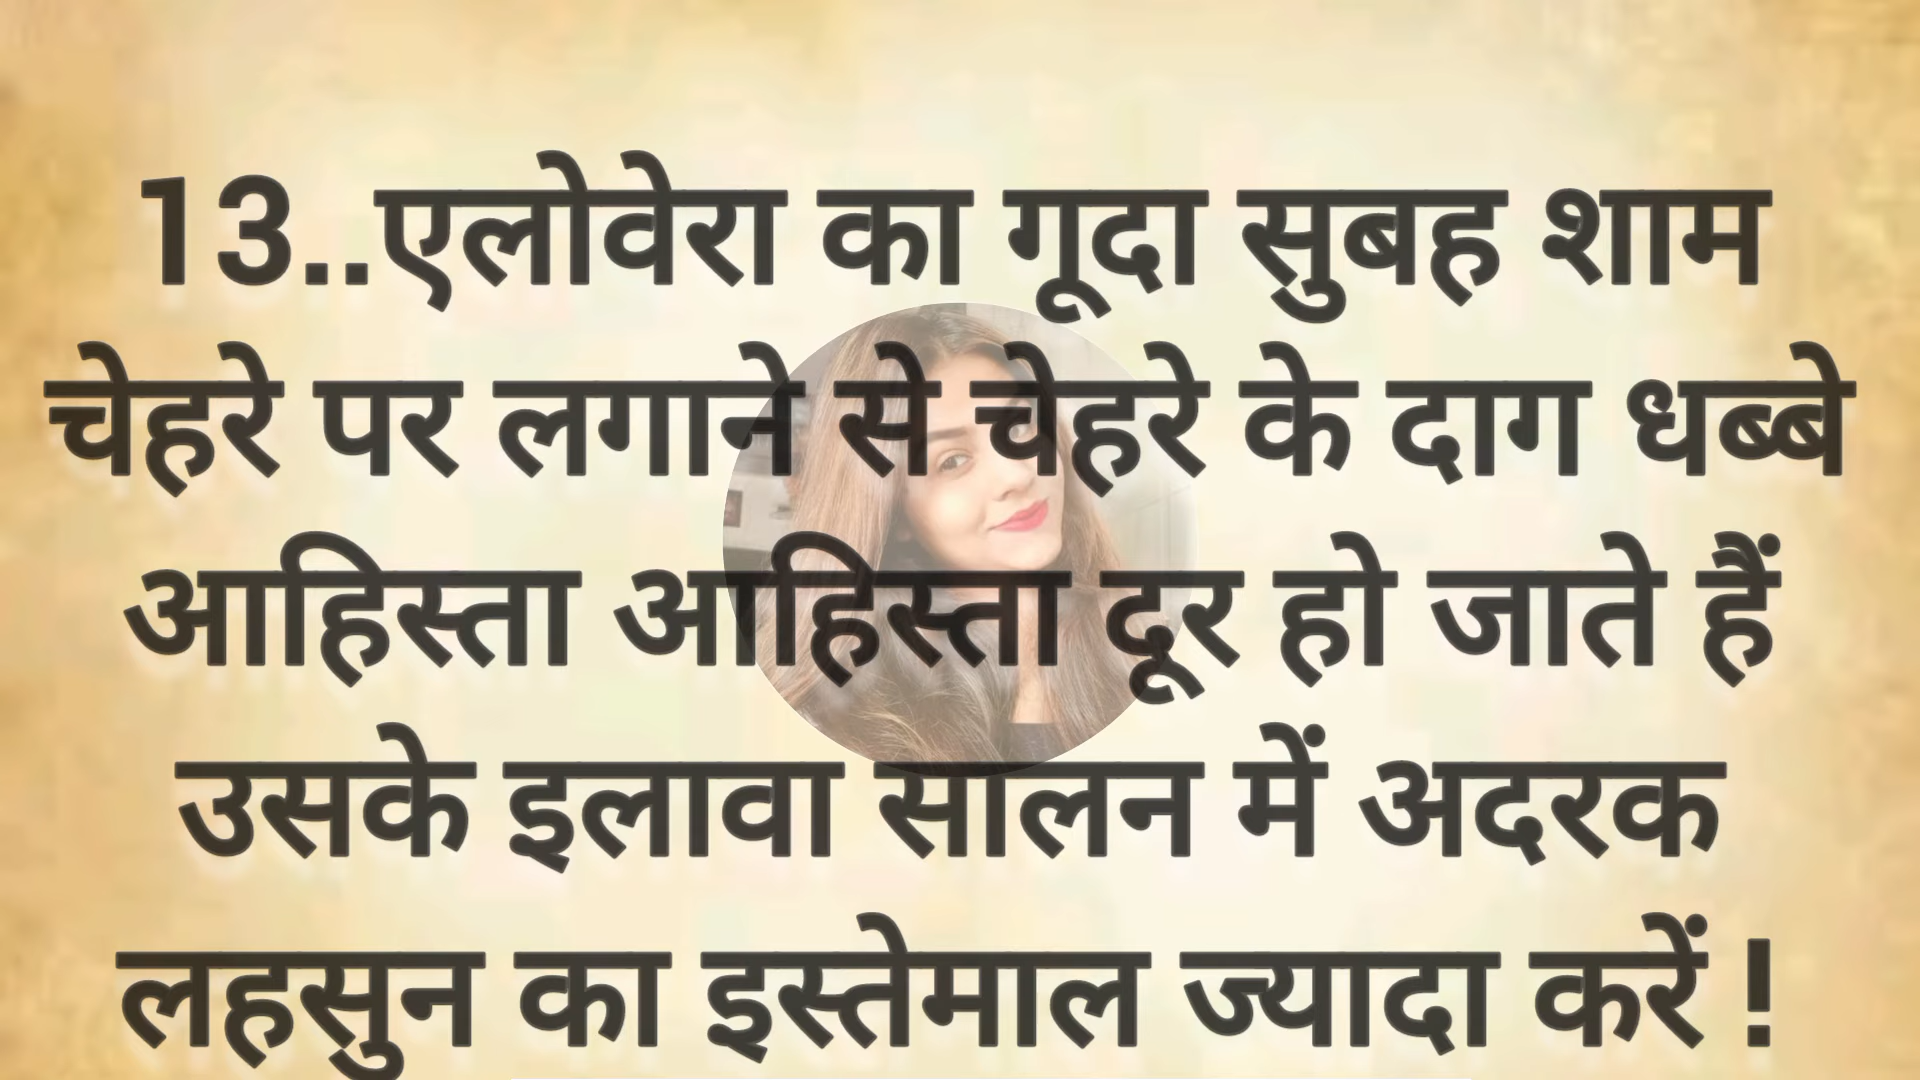 13..एलोवेरा का गूदा सुबह शाम
चेहरे पर लगाने से चेहरे के दाग धब्बे
आहिस्ता आहिस्ता दूर हो जाते हैं
उसके इलावा सालन में अदरक
लहसुन का इस्तेमाल ज्यादा करें !